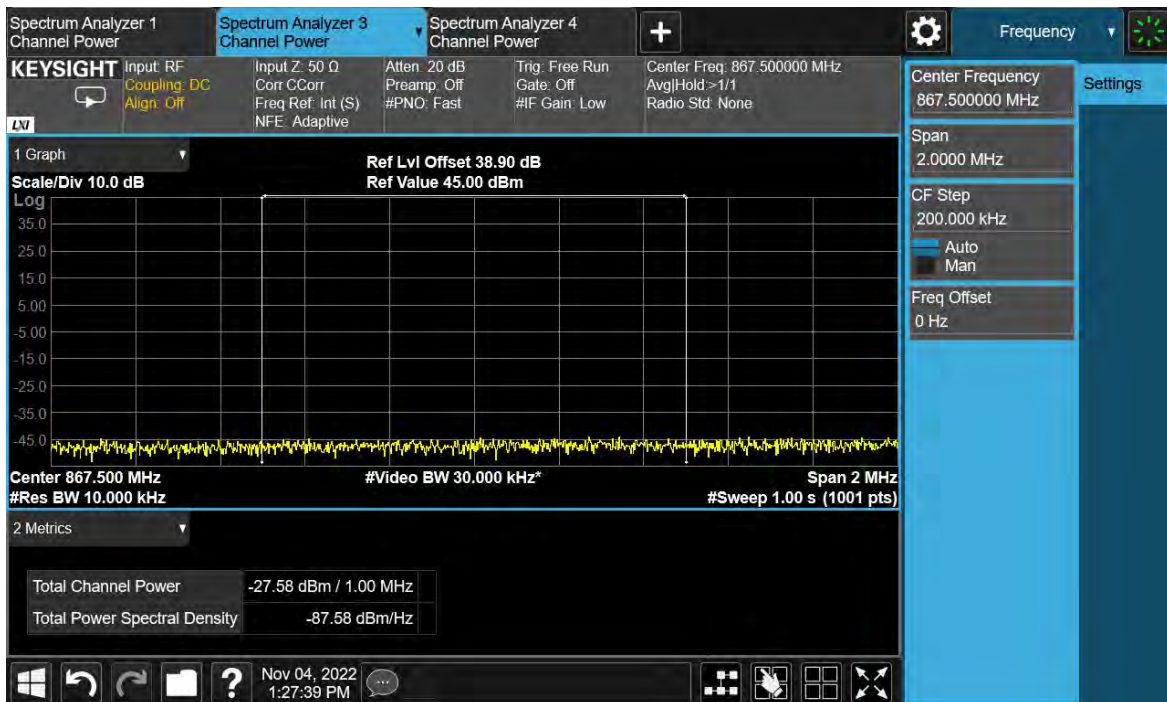 Spectrum Analyzer 1
Channel Power
Spectrum Analyzer 3
Channel Power
Spectrum Analyzer 4
Channel Power
+
Frequency
KEYSIGHT
LXI
Input: RF
Coupling: DC
Align: Off
Input Z: 50 Ω
Corr CCorr
Freq Ref: Int (S)
NFE: Adaptive
Atten: 20 dB
Preamp: Off
#PNO: Fast
Trig: Free Run
Gate: Off
#IF Gain: Low
Center Freq: 867.500000 MHz
Avg|Hold:>1/1
Radio Std: None
Center Frequency
867.500000 MHz
Settings
Span
2.0000 MHz
CF Step
200.000 kHz
Auto
Man
Freq Offset
0 Hz
1 Graph
Scale/Div 10.0 dB
Ref Lvl Offset 38.90 dB
Ref Value 45.00 dBm
Log
35.0
25.0
15.0
5.00
-5.00
-15.0
-25.0
-35.0
-45.0
Center 867.500 MHz
#Video BW 30.000 kHz*
Span 2 MHz
#Res BW 10.000 kHz
#Sweep 1.00 s (1001 pts)
2 Metrics
Total Channel Power -27.58 dBm / 1.00 MHz
Total Power Spectral Density -87.58 dBm/Hz
?
Nov 04, 2022
1:27:39 PM